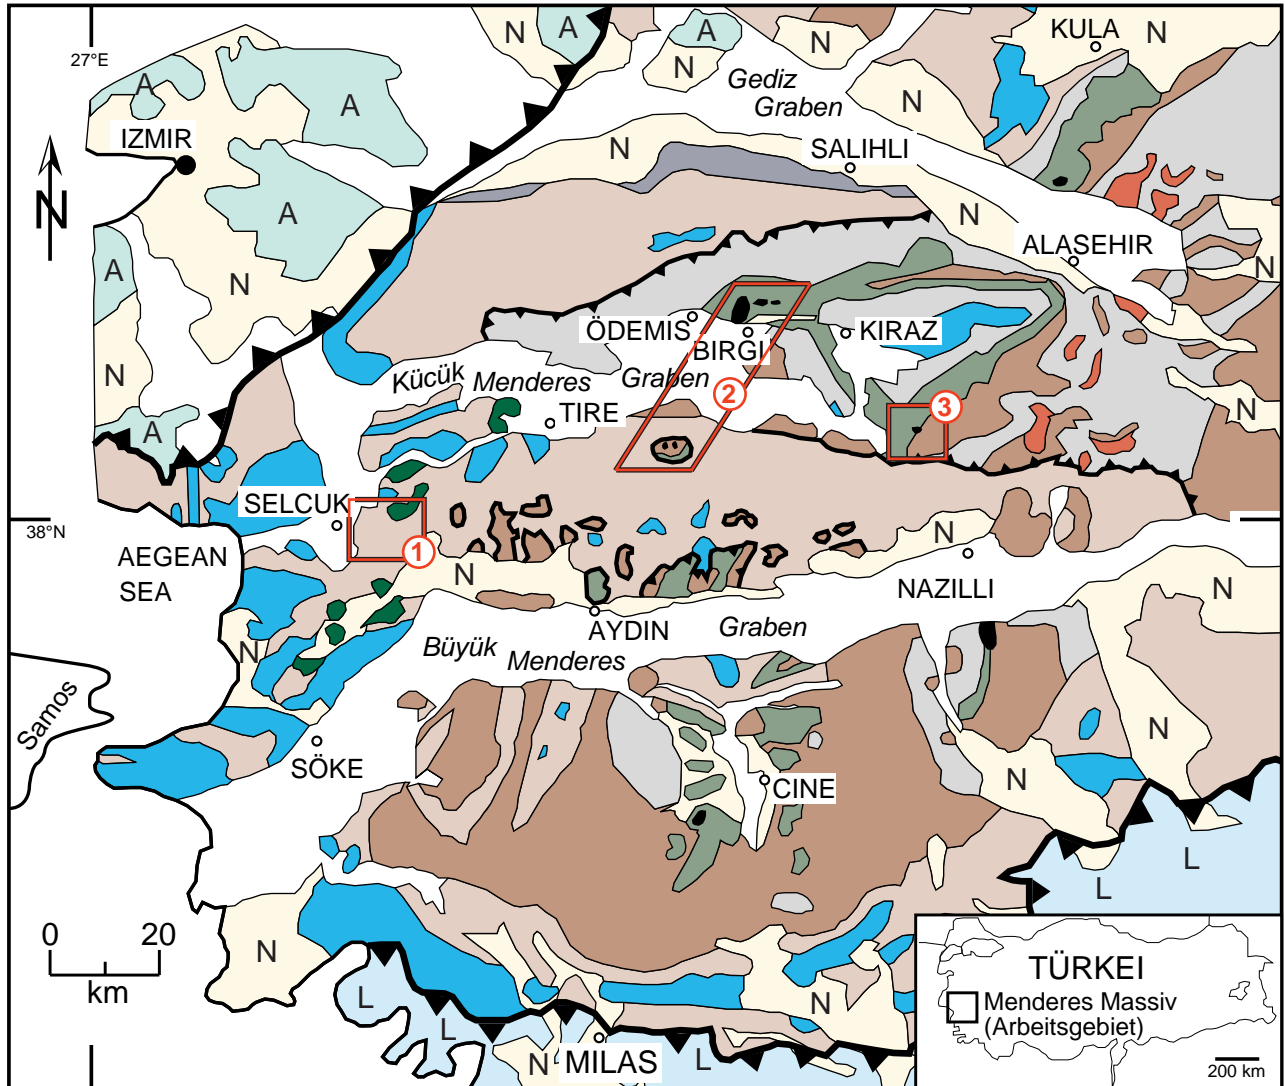 N
A
A
N
KULA
N
27°E
A
A
N
Gediz
Graben
N
IZMIR
N
SALIHLI
N
A
N
ALASEHIR
A
N
N
ÖDEMIS
BIRGI
KIRAZ
N
Kücük
Menderes
Graben
2
3
TIRE
N
A
SELCUK
38°N
1
AEGEAN
SEA
N
N
NAZILLI
N
AYDIN
Graben
Büyük
Menderes
N
Samos
SÖKE
N
N
CINE
L
L
0
20
km
N
L
L
N
N
MILAS
L
TÜRKEI
Menderes Massiv
(Arbeitsgebiet)
200 km
N